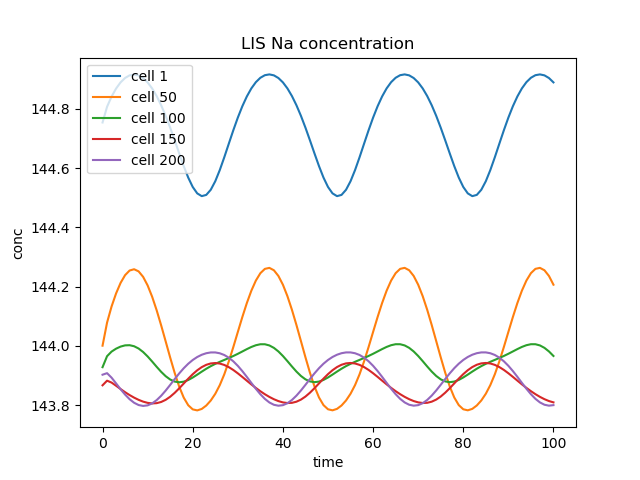 LIS Na concentration
cell 1
cell 50
cell 100
cell 150
cell 200
conc
144.8
144.6
144.4
144.2
144.0
143.8
0 20 40 60 80 100
time